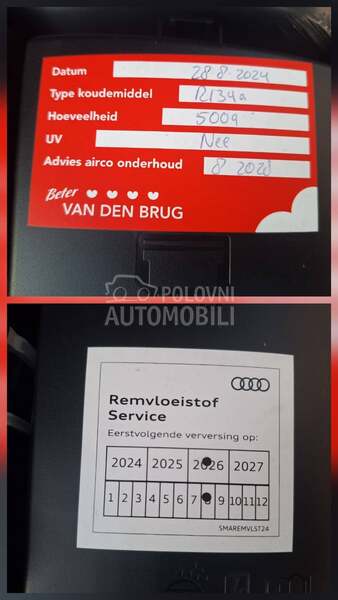 Datum 28 8 2024
Type koudemiddel R134a
Hoeveelheid 500g
UV Nee
Advies airco onderhoud 8 2028
Beter
VAN DEN BRUG
POLOVNI
AUTOMOBILI
Remvloeistof
Service
Eerstvolgende verversing op:
2024 2025 2026 2027
1 2 3 4 5 6 7 8 9 10 11 12
SMAREMVLST24